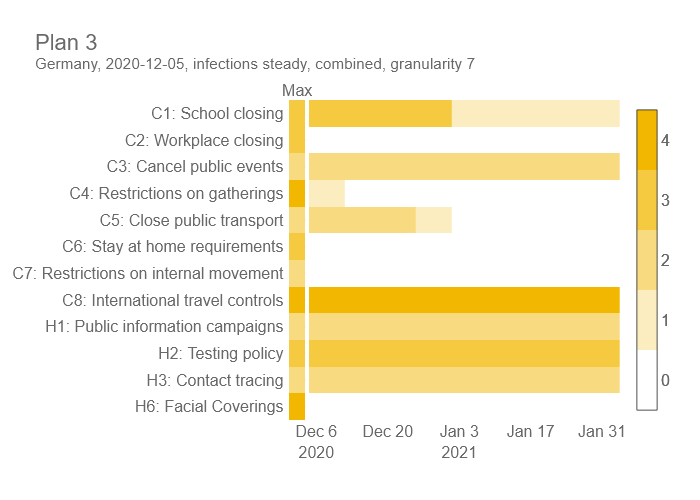 Plan 3
Germany, 2020-12-05, infections steady, combined, granularity 7
Max
C1: School closing
C2: Workplace closing
C3: Cancel public events
C4: Restrictions on gatherings
C5: Close public transport
C6: Stay at home requirements
C7: Restrictions on internal movement
C8: International travel controls
H1: Public information campaigns
H2: Testing policy
H3: Contact tracing
H6: Facial Coverings
Dec 6 Dec 20 Jan 3 Jan 17 Jan 31
2020 2021
4
3
2
1
0